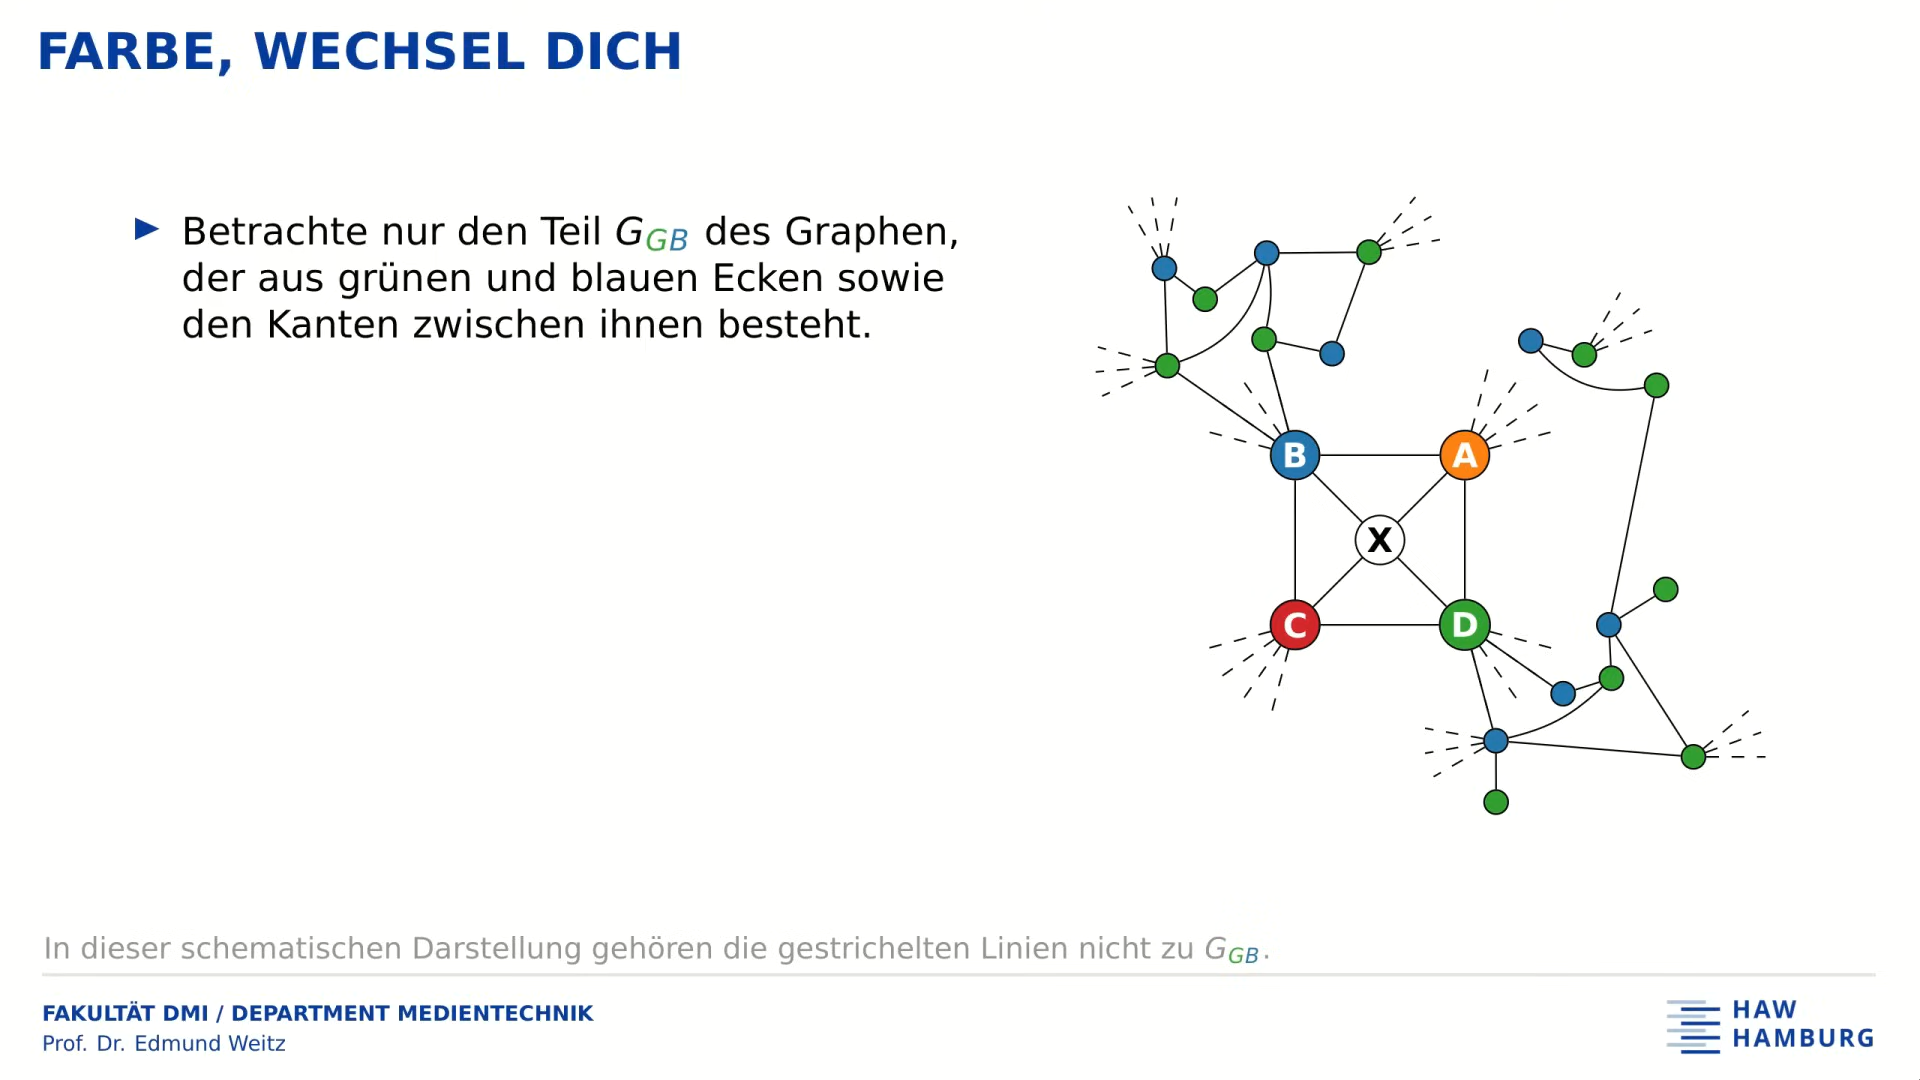 FARBE, WECHSEL DICH
Betrachte nur den Teil G_GB des Graphen,
der aus grünen und blauen Ecken sowie
den Kanten zwischen ihnen besteht.
B
A
X
C
D
In dieser schematischen Darstellung gehören die gestrichelten Linien nicht zu G_GB.
FAKULTÄT DMI / DEPARTMENT MEDIENTECHNIK
Prof. Dr. Edmund Weitz
HAW
HAMBURG